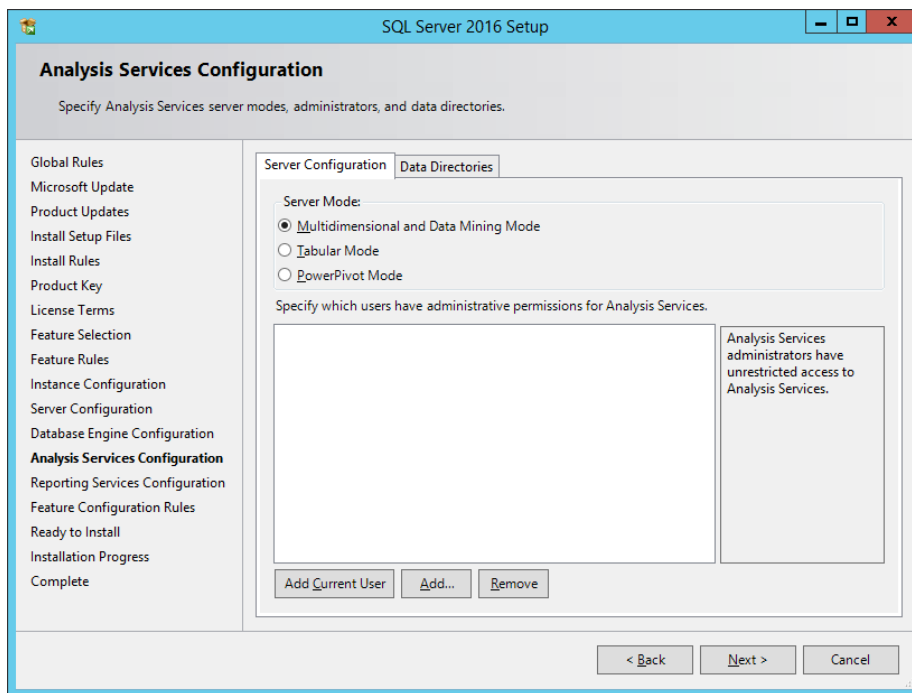 SQL Server 2016 Setup
Analysis Services Configuration
Specify Analysis Services server modes, administrators, and data directories.
Global Rules
Microsoft Update
Product Updates
Install Setup Files
Install Rules
Product Key
License Terms
Feature Selection
Feature Rules
Instance Configuration
Server Configuration
Database Engine Configuration
Analysis Services Configuration
Reporting Services Configuration
Feature Configuration Rules
Ready to Install
Installation Progress
Complete
Server Configuration
Data Directories
Server Mode:
Multidimensional and Data Mining Mode
Tabular Mode
PowerPivot Mode
Specify which users have administrative permissions for Analysis Services.
Analysis Services
administrators have
unrestricted access to
Analysis Services.
Add Current User
Add...
Remove
< Back
Next >
Cancel